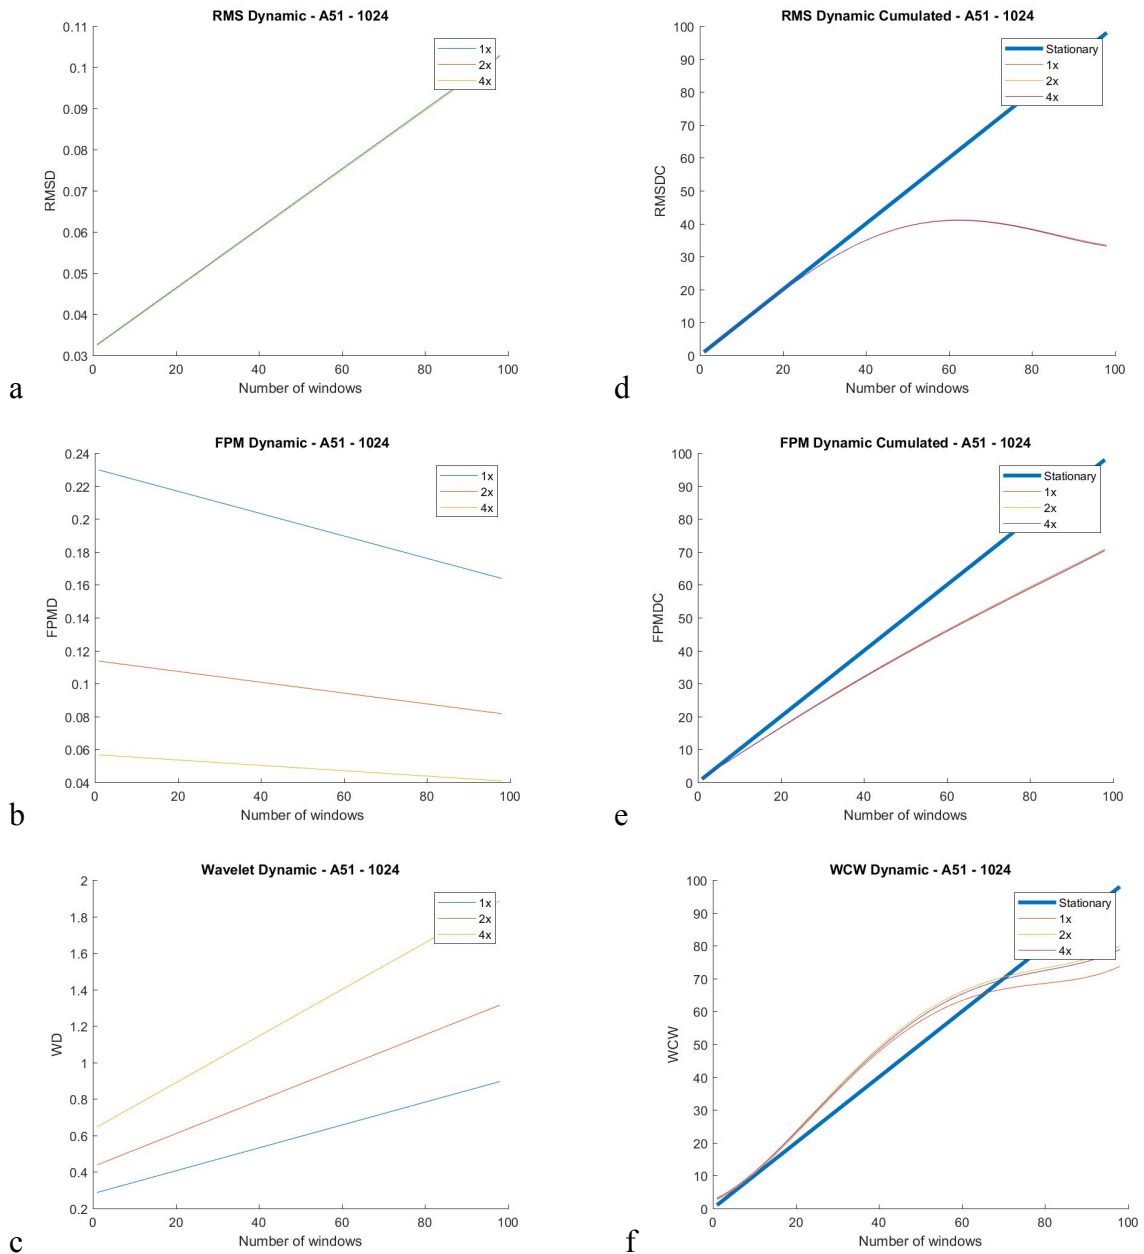 RMS Dynamic - A51 - 1024
0.11
0.1
0.09
0.08
0.07
0.06
0.05
0.04
0.03
RMSD
1x
2x
4x
0 20 40 60 80 100
Number of windows
a
RMS Dynamic Cumulated - A51 - 1024
100
90
80
70
60
50
40
30
20
10
0
RMSDC
Stationary
1x
2x
4x
0 20 40 60 80 100
Number of windows
d
FPM Dynamic - A51 - 1024
0.24
0.22
0.2
0.18
0.16
0.14
0.12
0.1
0.08
0.06
0.04
FPMD
1x
2x
4x
0 20 40 60 80 100
Number of windows
b
FPM Dynamic Cumulated - A51 - 1024
100
90
80
70
60
50
40
30
20
10
0
FPMDC
Stationary
1x
2x
4x
0 20 40 60 80 100
Number of windows
e
Wavelet Dynamic - A51 - 1024
2
1.8
1.6
1.4
1.2
1
0.8
0.6
0.4
0.2
WD
1x
2x
4x
0 20 40 60 80 100
Number of windows
c
WCW Dynamic - A51 - 1024
100
90
80
70
60
50
40
30
20
10
0
WCW
Stationary
1x
2x
4x
0 20 40 60 80 100
Number of windows
f